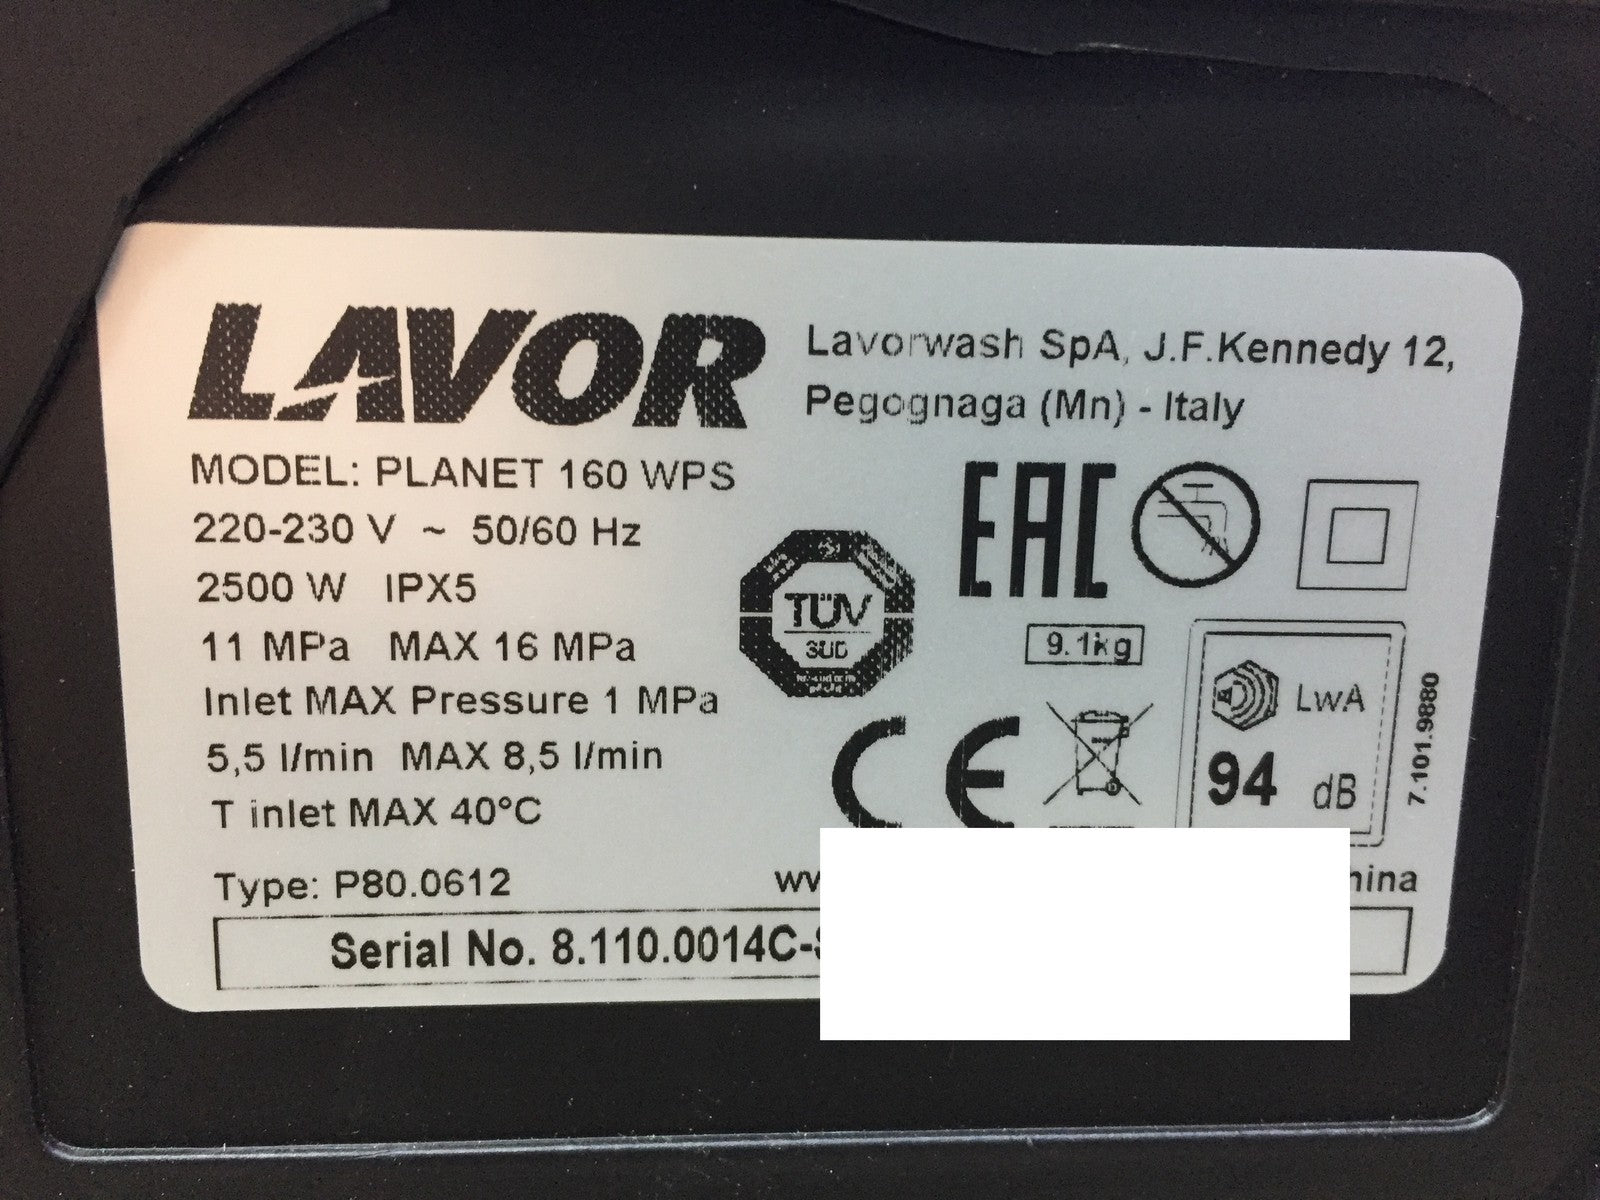 LAVOR
Lavorwash SpA, J.F.Kennedy 12,
Pegognaga (Mn) - Italy
MODEL: PLANET 160 WPS
220-230 V ~ 50/60 Hz
2500 W IPX5
11 MPa MAX 16 MPa
Inlet MAX Pressure 1 MPa
5,5 l/min MAX 8,5 l/min
T inlet MAX 40°C
TÜV
SÜD
EAC
9.1kg
CE
LwA
94 dB
7.101.9880
Type: P80.0612
Serial No. 8.110.0014C-